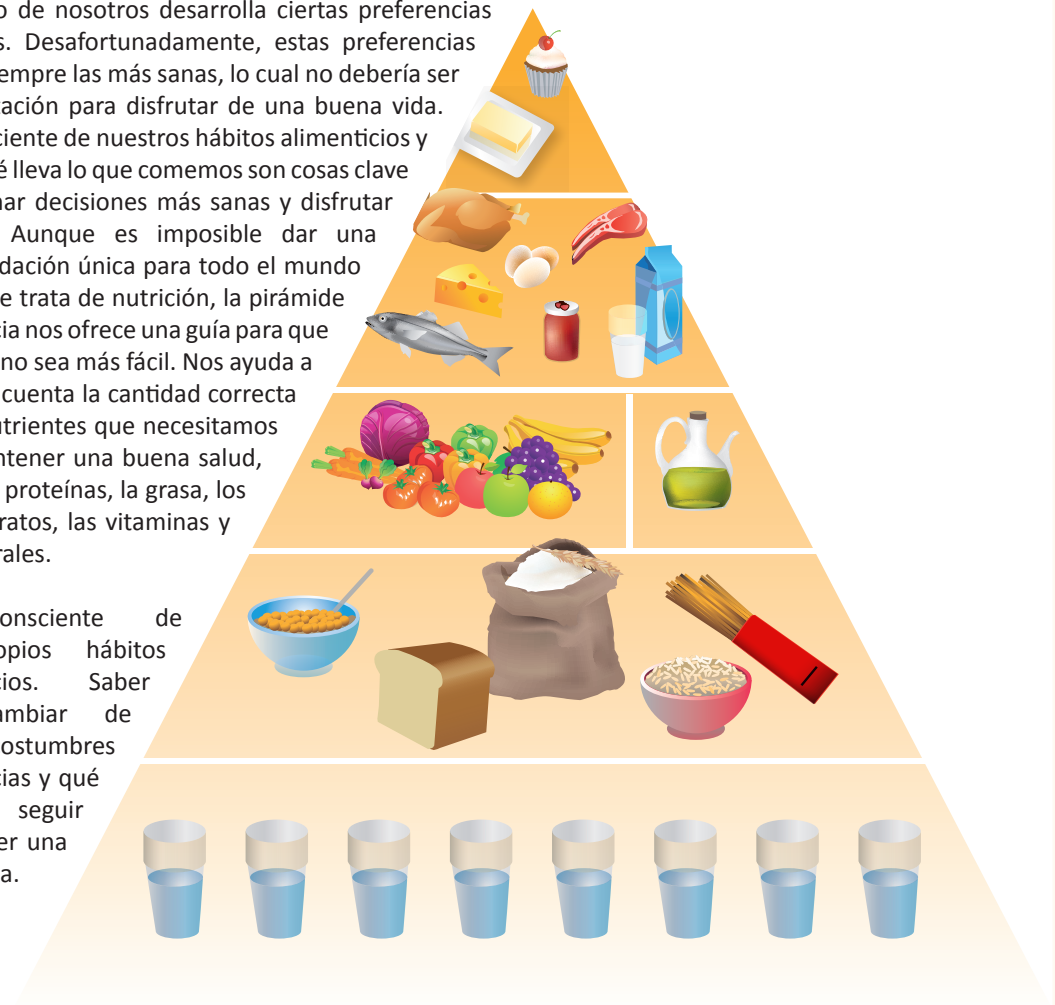 o de nosotros desarrolla ciertas preferencias
s. Desafortunadamente, estas preferencias
iempre las más sanas, lo cual no debería ser
tación para disfrutar de una buena vida.
ciente de nuestros hábitos alimenticios y
é lleva lo que comemos son cosas clave
nar decisiones más sanas y disfrutar
Aunque es imposible dar una
dación única para todo el mundo
e trata de nutrición, la pirámide
cia nos ofrece una guía para que
no sea más fácil. Nos ayuda a
cuenta la cantidad correcta
utrientes que necesitamos
ntener una buena salud,
proteínas, la grasa, los
ratos, las vitaminas y
rales.
onsciente de
opios hábitos
cios. Saber
ambiar de
ostumbres
cias y qué
seguir
er una
a.